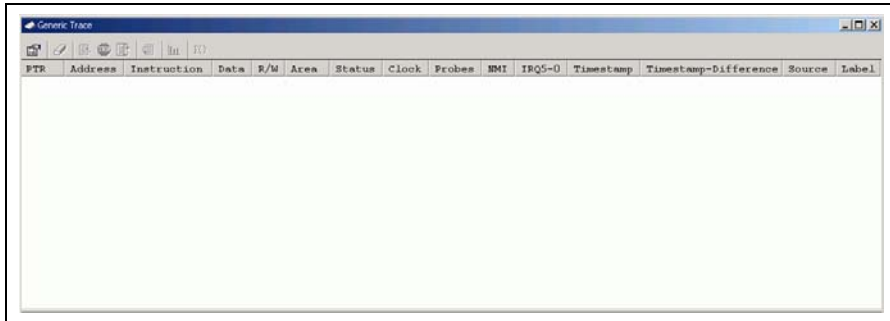 Generic Trace
PTR Address Instruction Data R/W Area Status Clock Probes NMI IRQ5-0 Timestamp Timestamp-Difference Source Label